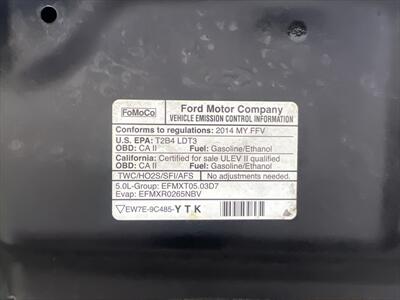 FoMoCo
Ford Motor Company
VEHICLE EMISSION CONTROL INFORMATION
Conforms to regulations: 2014 MY FFV
U.S. EPA: T2B4 LDT3
OBD: CA II Fuel: Gasoline/Ethanol
California: Certified for sale ULEV II qualified
OBD: CA II Fuel: Gasoline/Ethanol
TWC/HO2S/SFI/AFS No adjustments needed.
5.0L-Group: EFMXT05.03D7
Evap: EFMXR0265NBV
EW7E-9C485-YTK